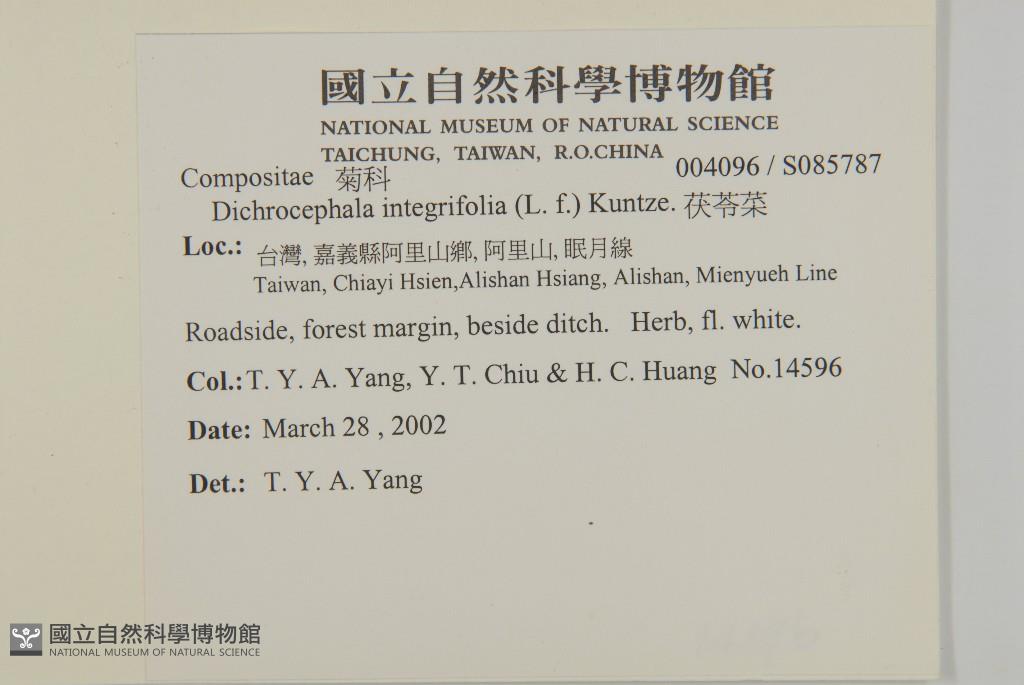 國立自然科學博物館
NATIONAL MUSEUM OF NATURAL SCIENCE
TAICHUNG, TAIWAN, R.O.CHINA
004096 / S085787
Compositae 菊科
Dichrocephala integrifolia (L. f.) Kuntze. 茯苓菜
Loc.: 台灣, 嘉義縣阿里山鄉, 阿里山, 眠月線
Taiwan, Chiayi Hsien,Alishan Hsiang, Alishan, Mienyueh Line
Roadside, forest margin, beside ditch. Herb, fl. white.
Col.:T. Y. A. Yang, Y. T. Chiu & H. C. Huang No.14596
Date: March 28 , 2002
Det.: T. Y. A. Yang
國立自然科學博物館
NATIONAL MUSEUM OF NATURAL SCIENCE